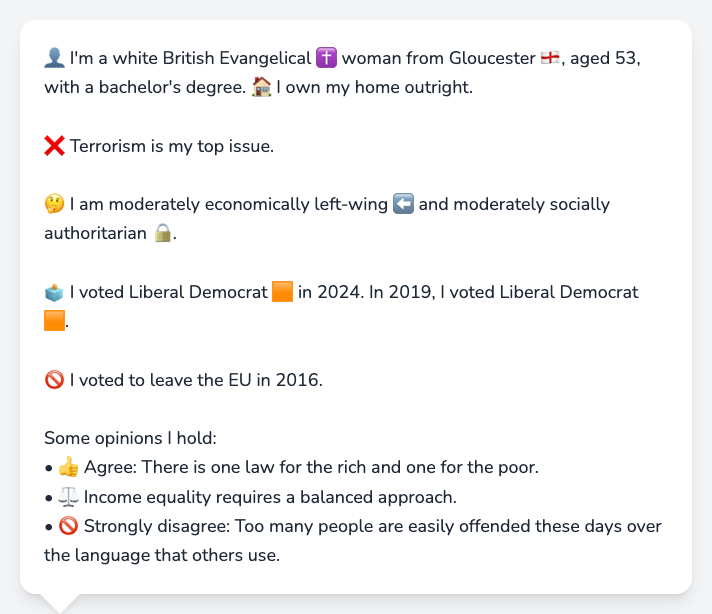 👤 I'm a white British Evangelical ✝️ woman from Gloucester 🏴󠁧󠁢󠁥󠁮󠁧󠁿, aged 53,
with a bachelor's degree. 🏠 I own my home outright.
❌ Terrorism is my top issue.
🤔 I am moderately economically left-wing ⬅️ and moderately socially
authoritarian 🔒.
🗳️ I voted Liberal Democrat 🟧 in 2024. In 2019, I voted Liberal Democrat
🟧.
🚫 I voted to leave the EU in 2016.
Some opinions I hold:
• 👍 Agree: There is one law for the rich and one for the poor.
• ⚖️ Income equality requires a balanced approach.
• 🚫 Strongly disagree: Too many people are easily offended these days over
the language that others use.